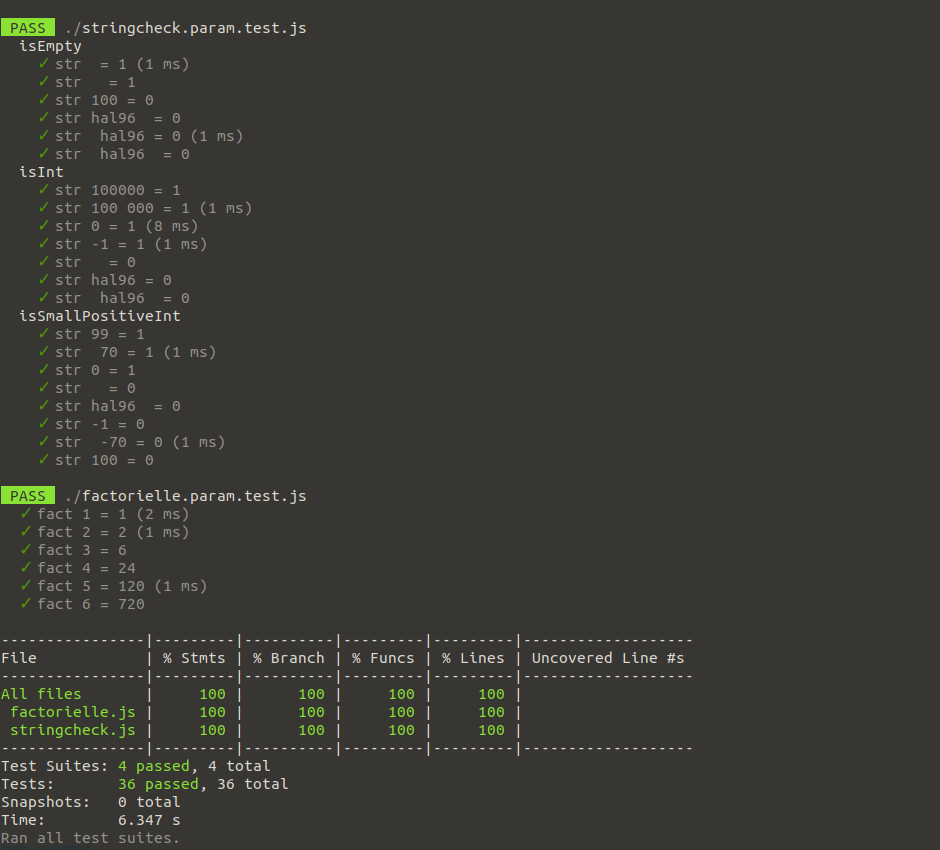 PASS ./stringcheck.param.test.js
  isEmpty
    ✓ str  = 1 (1 ms)
    ✓ str   = 1
    ✓ str 100 = 0
    ✓ str hal96  = 0
    ✓ str  hal96 = 0 (1 ms)
    ✓ str  hal96  = 0
  isInt
    ✓ str 100000 = 1
    ✓ str 100 000 = 1 (1 ms)
    ✓ str 0 = 1 (8 ms)
    ✓ str -1 = 1 (1 ms)
    ✓ str   = 0
    ✓ str hal96 = 0
    ✓ str  hal96  = 0
  isSmallPositiveInt
    ✓ str 99 = 1
    ✓ str  70 = 1 (1 ms)
    ✓ str 0 = 1
    ✓ str   = 0
    ✓ str hal96  = 0
    ✓ str -1 = 0
    ✓ str  -70 = 0 (1 ms)
    ✓ str 100 = 0
PASS ./factorielle.param.test.js
  ✓ fact 1 = 1 (2 ms)
  ✓ fact 2 = 2 (1 ms)
  ✓ fact 3 = 6
  ✓ fact 4 = 24
  ✓ fact 5 = 120 (1 ms)
  ✓ fact 6 = 720
----------------|---------|----------|---------|---------|-------------------
File            | % Stmts | % Branch | % Funcs | % Lines | Uncovered Line #s
----------------|---------|----------|---------|---------|-------------------
All files       |     100 |      100 |     100 |     100 |
 factorielle.js |     100 |      100 |     100 |     100 |
 stringcheck.js |     100 |      100 |     100 |     100 |
----------------|---------|----------|---------|---------|-------------------
Test Suites: 4 passed, 4 total
Tests:       36 passed, 36 total
Snapshots:   0 total
Time:        6.347 s
Ran all test suites.